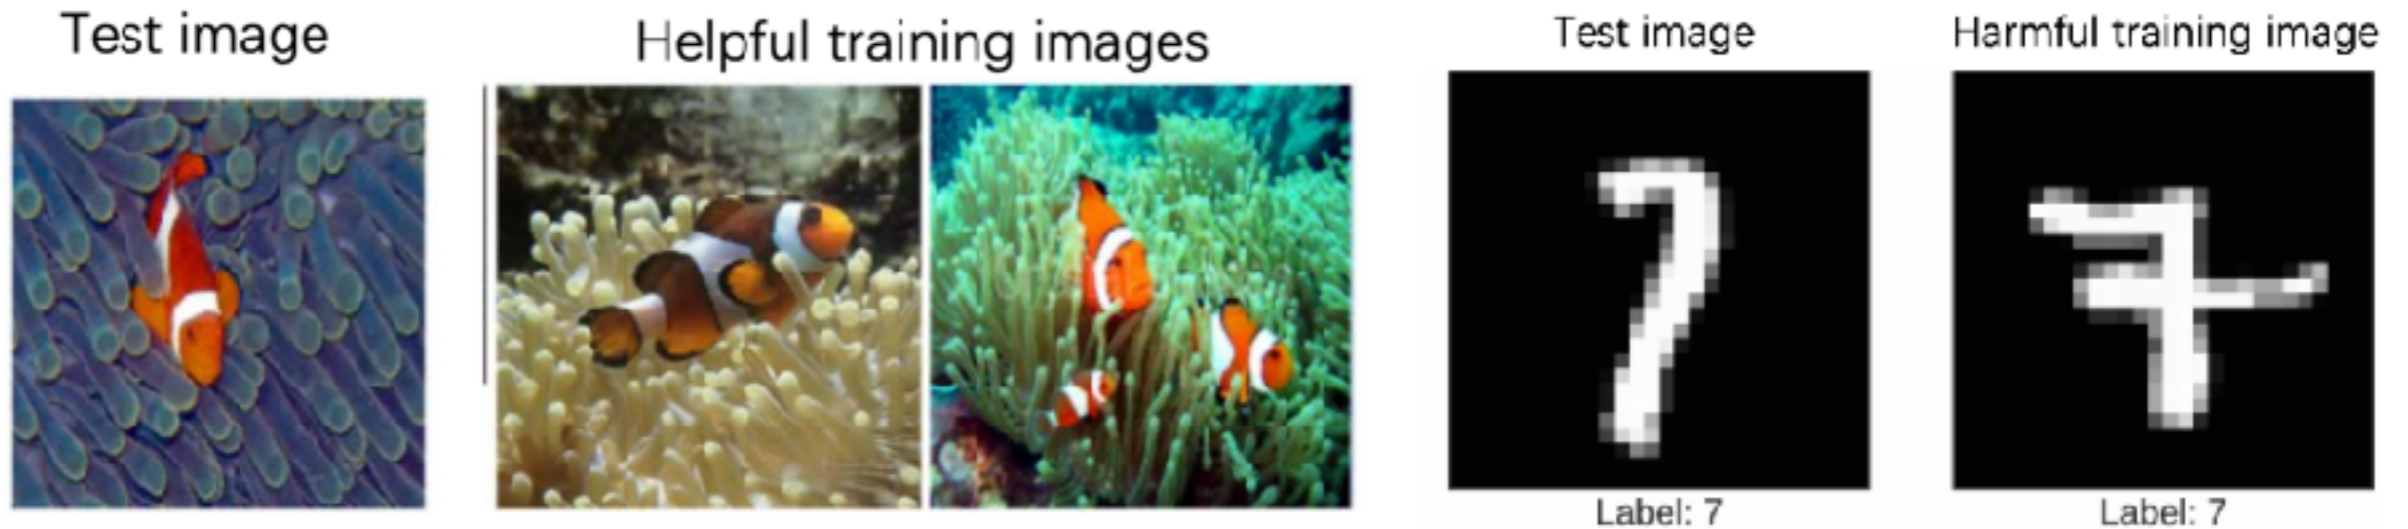 Test image
Helpful training images
Test image
Harmful training image
Label: 7
Label: 7